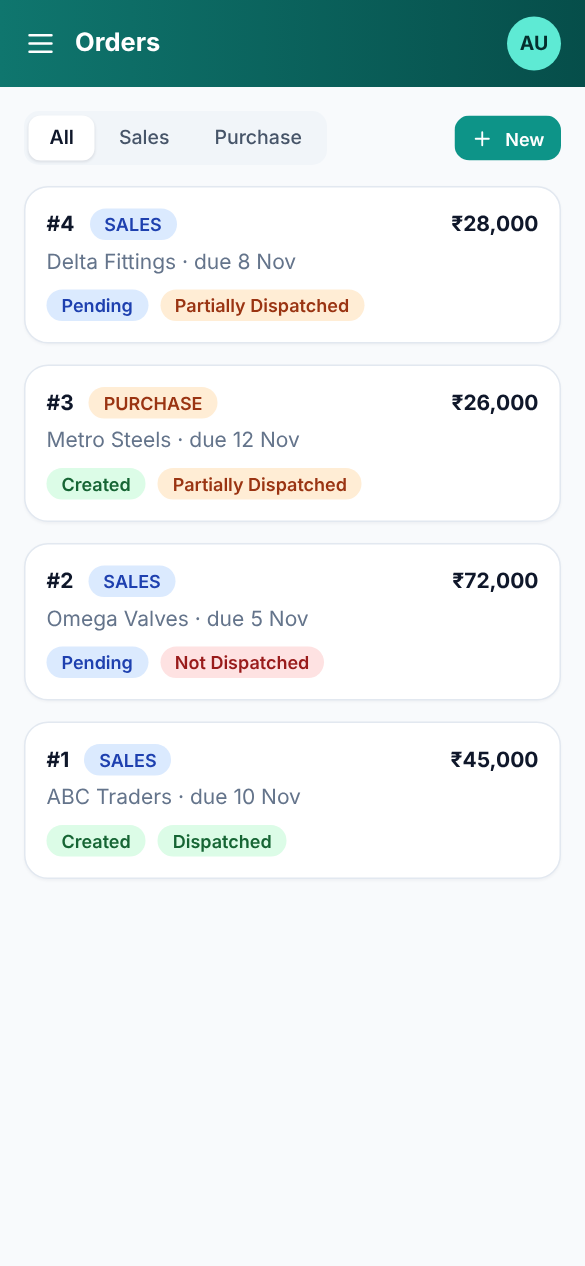 Orders
AU
All Sales Purchase
+ New
#4 SALES ₹28,000
Delta Fittings · due 8 Nov
Pending Partially Dispatched
#3 PURCHASE ₹26,000
Metro Steels · due 12 Nov
Created Partially Dispatched
#2 SALES ₹72,000
Omega Valves · due 5 Nov
Pending Not Dispatched
#1 SALES ₹45,000
ABC Traders · due 10 Nov
Created Dispatched